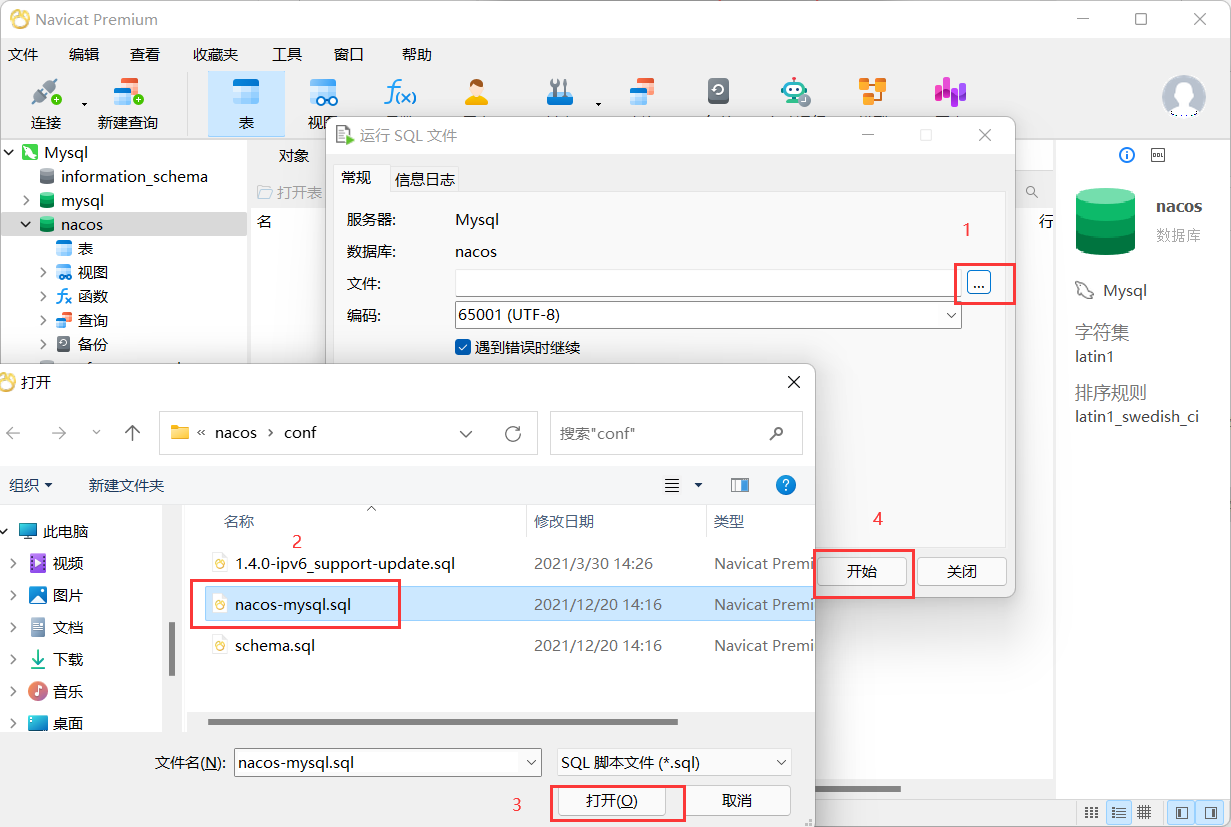 Navicat Premium
文件 编辑 查看 收藏夹 工具 窗口 帮助
连接 新建查询 表 视图
运行 SQL 文件
Mysql
information_schema
mysql
nacos
表
视图
函数
查询
备份
对象
打开表
名
行
常规 信息日志
服务器: Mysql
数据库: nacos
文件: ...
编码: 65001 (UTF-8)
遇到错误时继续
1
4
开始 关闭
DDL
nacos
数据库
Mysql
字符集
latin1
排序规则
latin1_swedish_ci
打开
« nacos › conf
搜索"conf"
组织 新建文件夹
?
此电脑
视频
图片
文档
下载
音乐
桌面
名称 修改日期 类型
2
1.4.0-ipv6_support-update.sql 2021/3/30 14:26 Navicat Premi
nacos-mysql.sql 2021/12/20 14:16 Navicat Premi
schema.sql 2021/12/20 14:16 Navicat Premi
文件名(N): nacos-mysql.sql SQL 脚本文件 (*.sql)
3
打开(O) 取消